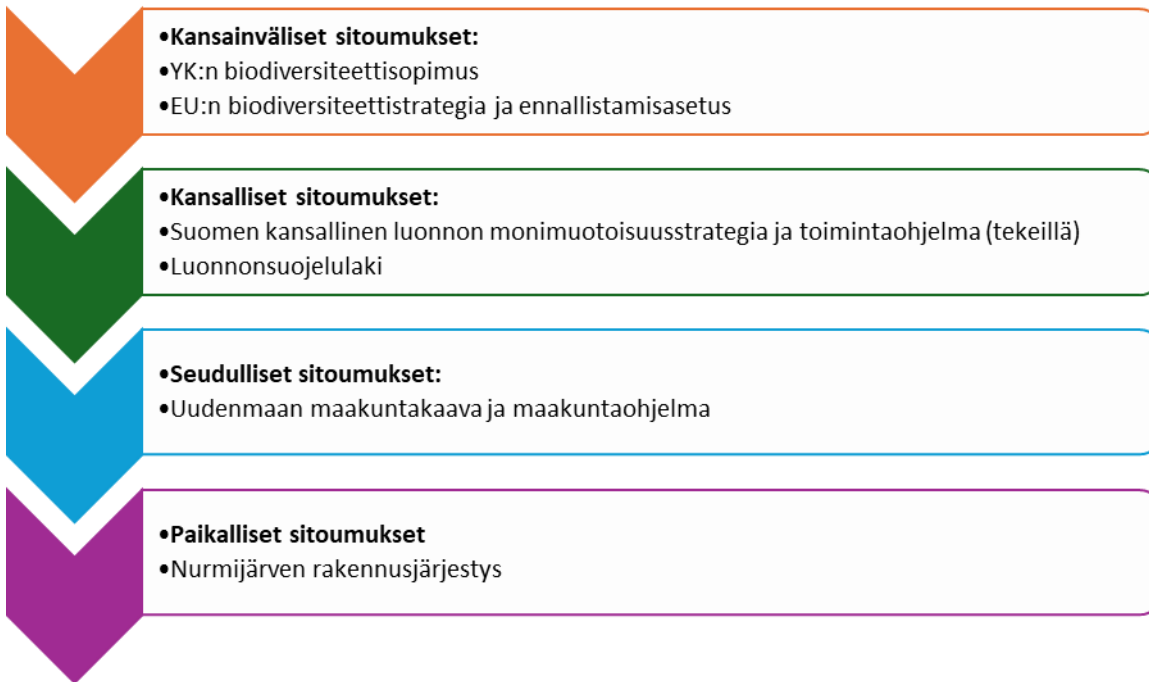 •Kansainväliset sitoumukset:
•YK:n biodiversiteettisopimus
•EU:n biodiversiteettistrategia ja ennallistamisasetus
•Kansalliset sitoumukset:
•Suomen kansallinen luonnon monimuotoisuusstrategia ja toimintaohjelma (tekeillä)
•Luonnonsuojelulaki
•Seudulliset sitoumukset:
•Uudenmaan maakuntakaava ja maakuntaohjelma
•Paikalliset sitoumukset
•Nurmijärven rakennusjärjestys